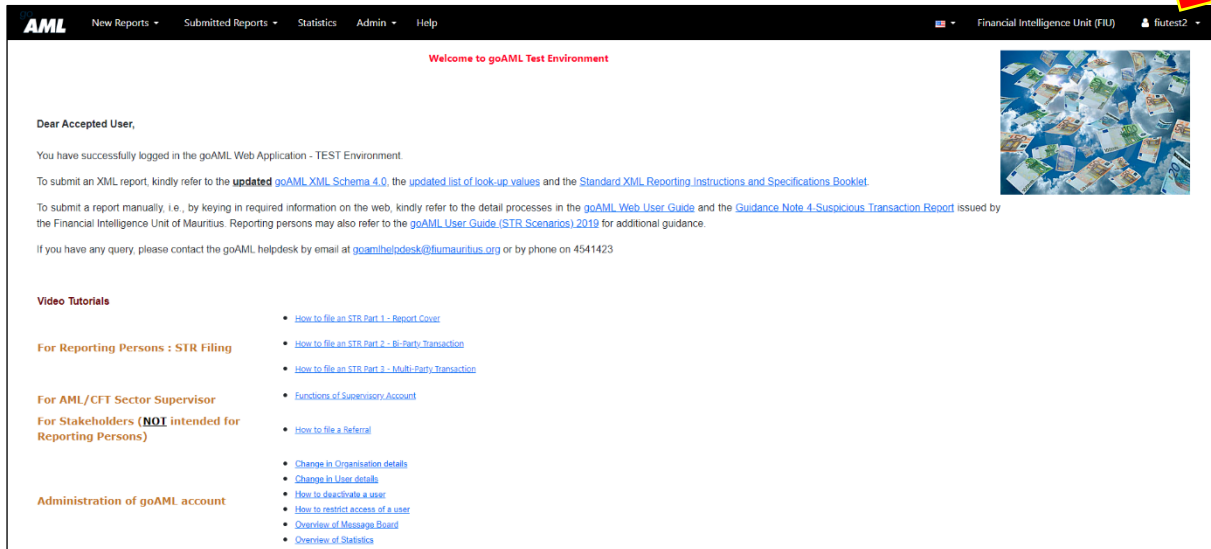 go
AML New Reports Submitted Reports Statistics Admin Help Financial Intelligence Unit (FIU) fiutest2
Welcome to goAML Test Environment
Dear Accepted User,
You have successfully logged in the goAML Web Application - TEST Environment.
To submit an XML report, kindly refer to the updated goAML XML Schema 4.0, the updated list of look-up values and the Standard XML Reporting Instructions and Specifications Booklet.
To submit a report manually, i.e., by keying in required information on the web, kindly refer to the detail processes in the goAML Web User Guide and the Guidance Note 4-Suspicious Transaction Report issued by
the Financial Intelligence Unit of Mauritius. Reporting persons may also refer to the goAML User Guide (STR Scenarios) 2019 for additional guidance.
If you have any query, please contact the goAML helpdesk by email at goamlhelpdesk@fiumauritius.org or by phone on 4541423
Video Tutorials
For Reporting Persons : STR Filing
• How to file an STR Part 1 - Report Cover
• How to file an STR Part 2 - Bi-Party Transaction
• How to file an STR Part 3 - Multi-Party Transaction
For AML/CFT Sector Supervisor
• Functions of Supervisory Account
For Stakeholders (NOT intended for
Reporting Persons)
• How to file a Referral
Administration of goAML account
• Change in Organisation details
• Change in User details
• How to deactivate a user
• How to restrict access of a user
• Overview of Message Board
• Overview of Statistics